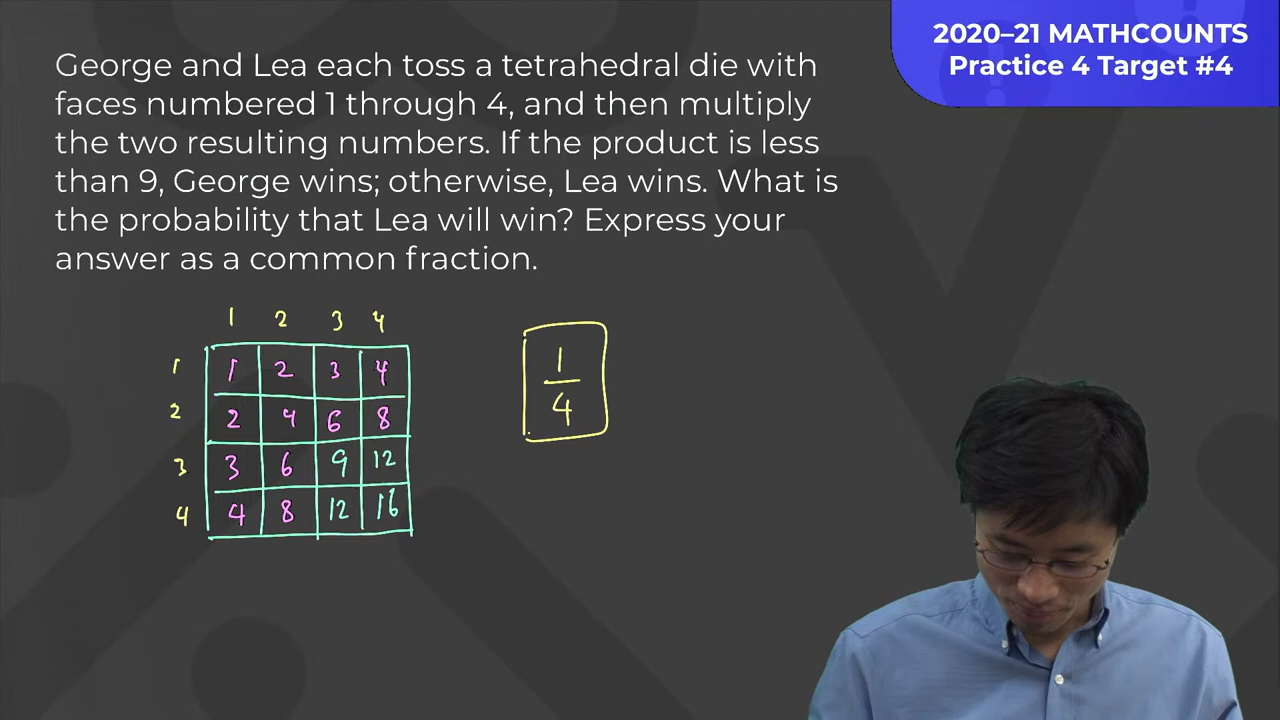 2020–21 MATHCOUNTS
Practice 4 Target #4
George and Lea each toss a tetrahedral die with
faces numbered 1 through 4, and then multiply
the two resulting numbers. If the product is less
than 9, George wins; otherwise, Lea wins. What is
the probability that Lea will win? Express your
answer as a common fraction.
1 2 3 4
1 1 2 3 4
2 2 4 6 8
3 3 6 9 12
4 4 8 12 16
1
4